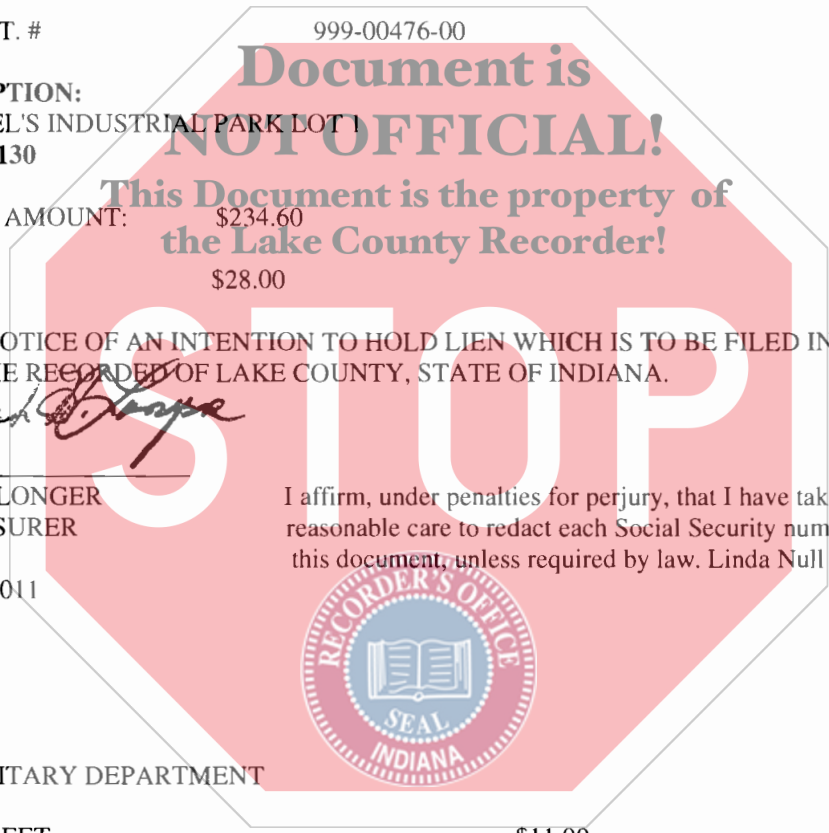 T. # 999-00476-00
Document is
PTION:
EL'S INDUSTRIAL PARK LOT 1
NOT OFFICIAL!
130
This Document is the property of
AMOUNT: $234.60
the Lake County Recorder!
$28.00
STOP
OTICE OF AN INTENTION TO HOLD LIEN WHICH IS TO BE FILED IN
E RECORDED OF LAKE COUNTY, STATE OF INDIANA.
LONGER I affirm, under penalties for perjury, that I have tak
SURER reasonable care to redact each Social Security num
this document, unless required by law. Linda Null
011
RECORDER'S OFFICE
SEAL
INDIANA
ITARY DEPARTMENT
$11.00